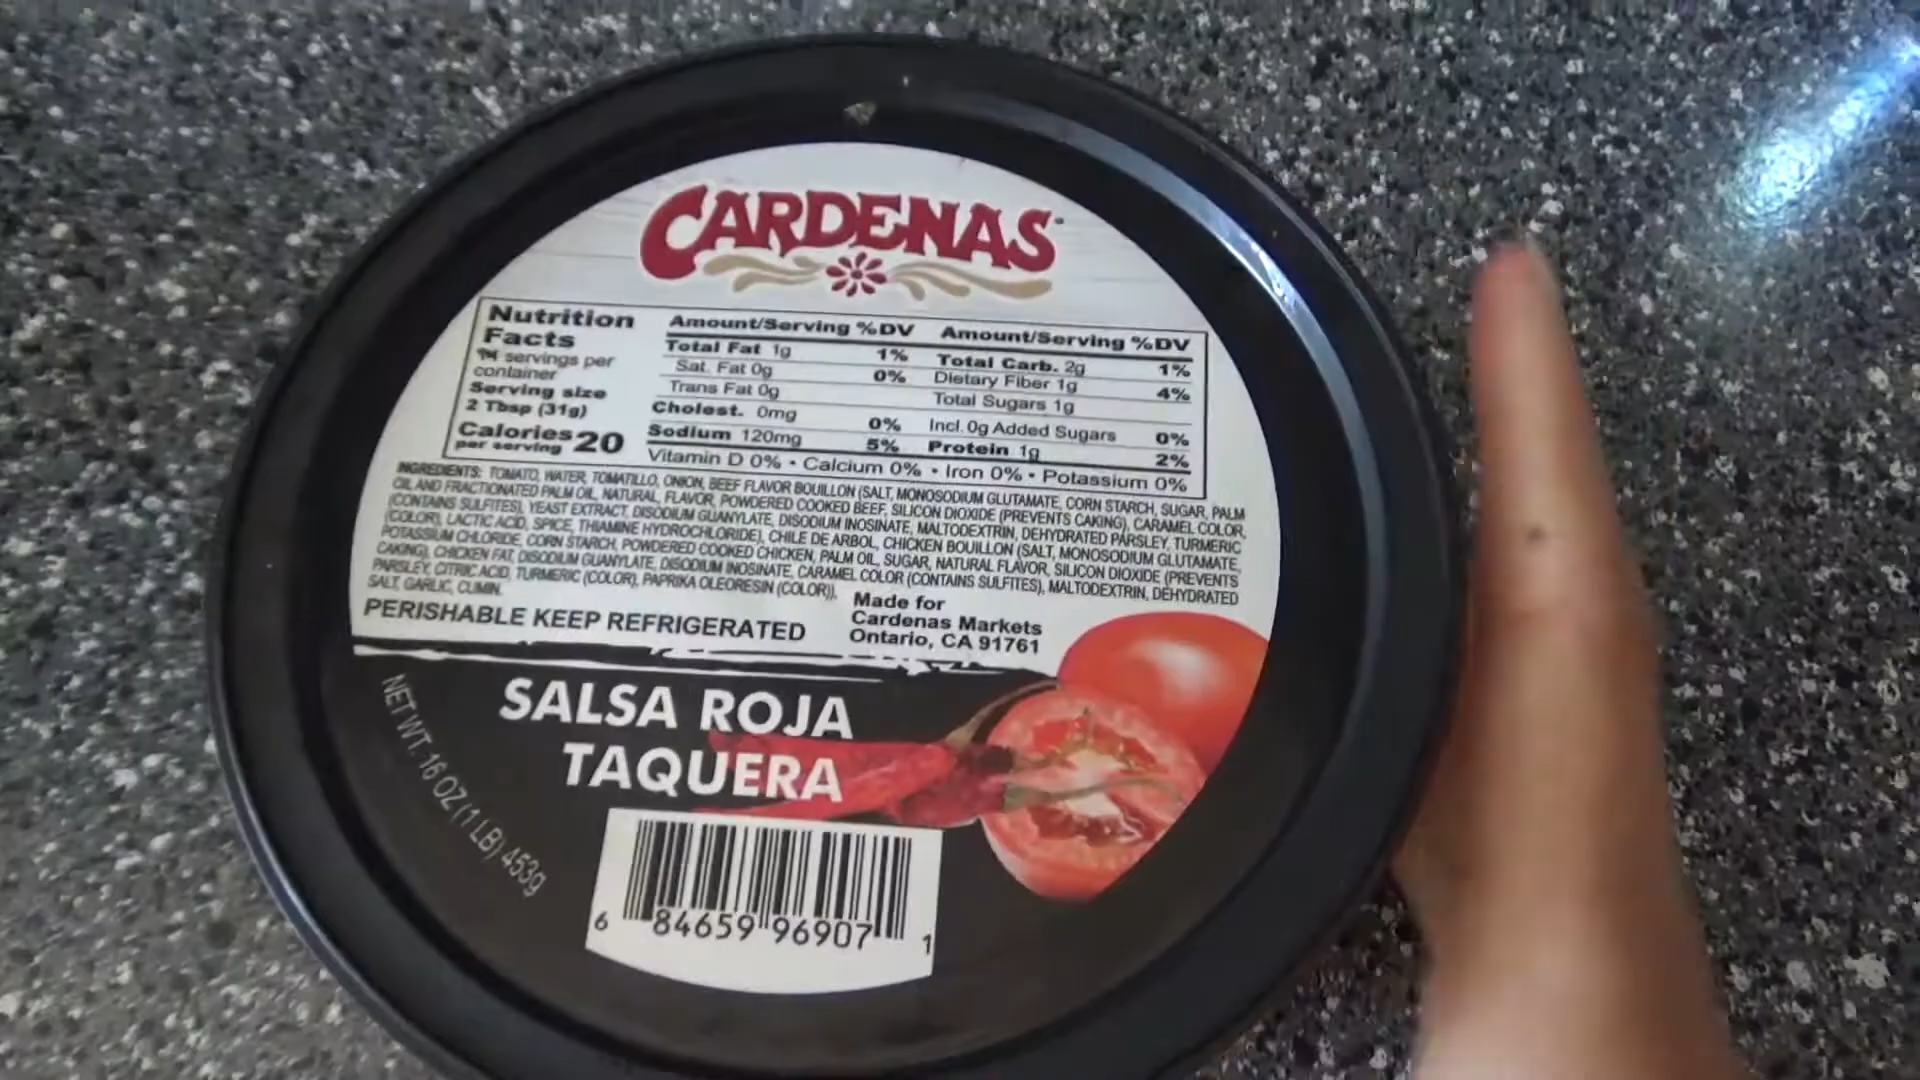 CARDENAS
Nutrition
Facts
servings per
container
Serving size
2 Tbsp (31g)
Calories 20
per serving
Amount/Serving %DV
Total Fat 1g 1%
Sat. Fat 0g 0%
Trans Fat 0g
Cholest. 0mg 0%
Sodium 120mg 5%
Amount/Serving %DV
Total Carb. 2g 1%
Dietary Fiber 1g 4%
Total Sugars 1g
Incl. 0g Added Sugars 0%
Protein 1g 2%
Vitamin D 0% • Calcium 0% • Iron 0% • Potassium 0%
INGREDIENTS: TOMATO, WATER, TOMATILLO, ONION, BEEF FLAVOR BOUILLON (SALT, MONOSODIUM GLUTAMATE, CORN STARCH, SUGAR, PALM
OIL AND FRACTIONATED PALM OIL, NATURAL, FLAVOR, POWDERED COOKED BEEF, SILICON DIOXIDE (PREVENTS CAKING), CARAMEL COLOR,
(CONTAINS SULFITES), YEAST EXTRACT, DISODIUM GUANYLATE, DISODIUM INOSINATE, MALTODEXTRIN, DEHYDRATED PARSLEY, TURMERIC
(COLOR), LACTIC ACID, SPICE, THIAMINE HYDROCHLORIDE), CHILE DE ARBOL, CHICKEN BOUILLON (SALT, MONOSODIUM GLUTAMATE,
POTASSIUM CHLORIDE, CORN STARCH, POWDERED COOKED CHICKEN, PALM OIL, SUGAR, NATURAL FLAVOR, SILICON DIOXIDE (PREVENTS
CAKING), CHICKEN FAT, DISODIUM GUANYLATE, DISODIUM INOSINATE, CARAMEL COLOR (CONTAINS SULFITES), MALTODEXTRIN, DEHYDRATED
PARSLEY, CITRIC ACID, TURMERIC (COLOR), PAPRIKA OLEORESIN (COLOR)),
SALT, GARLIC, CUMIN.
PERISHABLE KEEP REFRIGERATED
Made for
Cardenas Markets
Ontario, CA 91761
SALSA ROJA
TAQUERA
NET WT. 16 OZ (1 LB) 453g
6 84659 96907 1